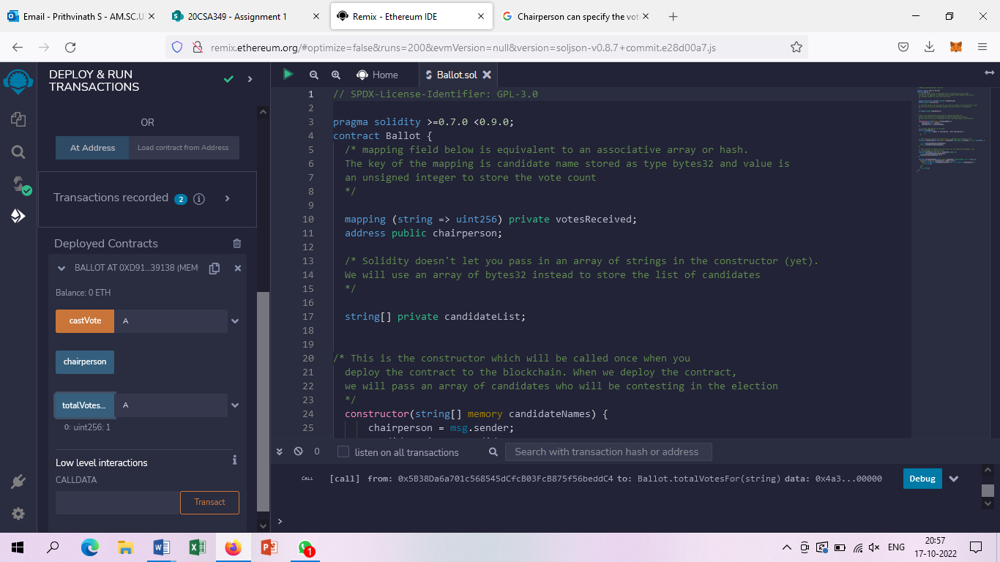 Email - Prithvinath S - AM.SC.U
20CSA349 - Assignment 1
Remix - Ethereum IDE
Chairperson can specify the vot
remix.ethereum.org/#optimize=false&runs=200&evmVersion=null&version=soljson-v0.8.7+commit.e28d00a7.js
DEPLOY & RUN
TRANSACTIONS
Home
Ballot.sol
OR
At Address
Load contract from Address
Transactions recorded 2 i
Deployed Contracts
BALLOT AT 0XD91...39138 (MEM
Balance: 0 ETH
castVote A
chairperson
totalVotes... A
0: uint256: 1
Low level interactions i
CALLDATA
Transact
1 // SPDX-License-Identifier: GPL-3.0
2
3 pragma solidity >=0.7.0 <0.9.0;
4 contract Ballot {
5 /* mapping field below is equivalent to an associative array or hash.
6 The key of the mapping is candidate name stored as type bytes32 and value is
7 an unsigned integer to store the vote count
8 */
9
10 mapping (string => uint256) private votesReceived;
11 address public chairperson;
12
13 /* Solidity doesn't let you pass in an array of strings in the constructor (yet).
14 We will use an array of bytes32 instead to store the list of candidates
15 */
16
17 string[] private candidateList;
18
19
20 /* This is the constructor which will be called once when you
21 deploy the contract to the blockchain. When we deploy the contract,
22 we will pass an array of candidates who will be contesting in the election
23 */
24 constructor(string[] memory candidateNames) {
25 chairperson = msg.sender;
0
listen on all transactions
Search with transaction hash or address
CALL [call] from: 0x5B38Da6a701c568545dCfcB03FcB875f56beddC4 to: Ballot.totalVotesFor(string) data: 0x4a3...00000
Debug
>
1
ENG
20:57
17-10-2022